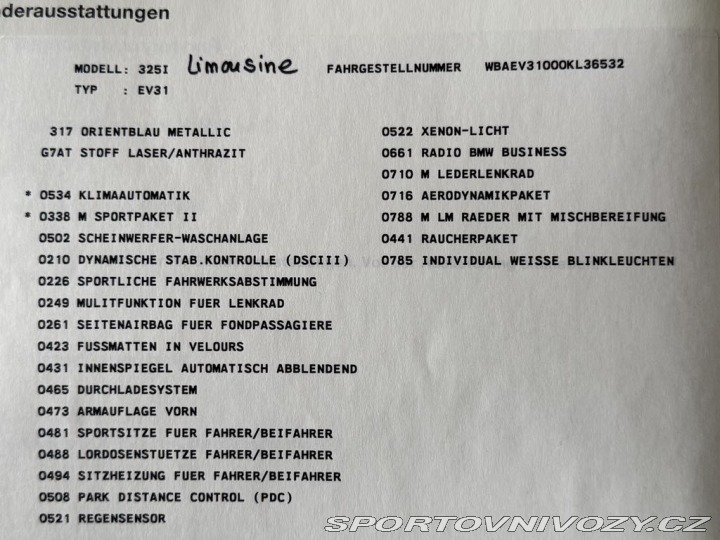 nderausstattungen
MODELL: 325I Limousine FAHRGESTELLNUMMER WBAEV31000KL36532
TYP : EV31
317 ORIENTBLAU METALLIC
G7AT STOFF LASER/ANTHRAZIT
* 0534 KLIMAAUTOMATIK
* 0338 M SPORTPAKET II
0502 SCHEINWERFER-WASCHANLAGE
0210 DYNAMISCHE STAB.KONTROLLE (DSCIII)
0226 SPORTLICHE FAHRWERKSABSTIMMUNG
0249 MULITFUNKTION FUER LENKRAD
0261 SEITENAIRBAG FUER FONDPASSAGIERE
0423 FUSSMATTEN IN VELOURS
0431 INNENSPIEGEL AUTOMATISCH ABBLENDEND
0465 DURCHLADESYSTEM
0473 ARMAUFLAGE VORN
0481 SPORTSITZE FUER FAHRER/BEIFAHRER
0488 LORDOSENSTUETZE FAHRER/BEIFAHRER
0494 SITZHEIZUNG FUER FAHRER/BEIFAHRER
0508 PARK DISTANCE CONTROL (PDC)
0521 REGENSENSOR
0522 XENON-LICHT
0661 RADIO BMW BUSINESS
0710 M LEDERLENKRAD
0716 AERODYNAMIKPAKET
0788 M LM RAEDER MIT MISCHBEREIFUNG
0441 RAUCHERPAKET
0785 INDIVIDUAL WEISSE BLINKLEUCHTEN
SPORTOVNIVOZY.CZ